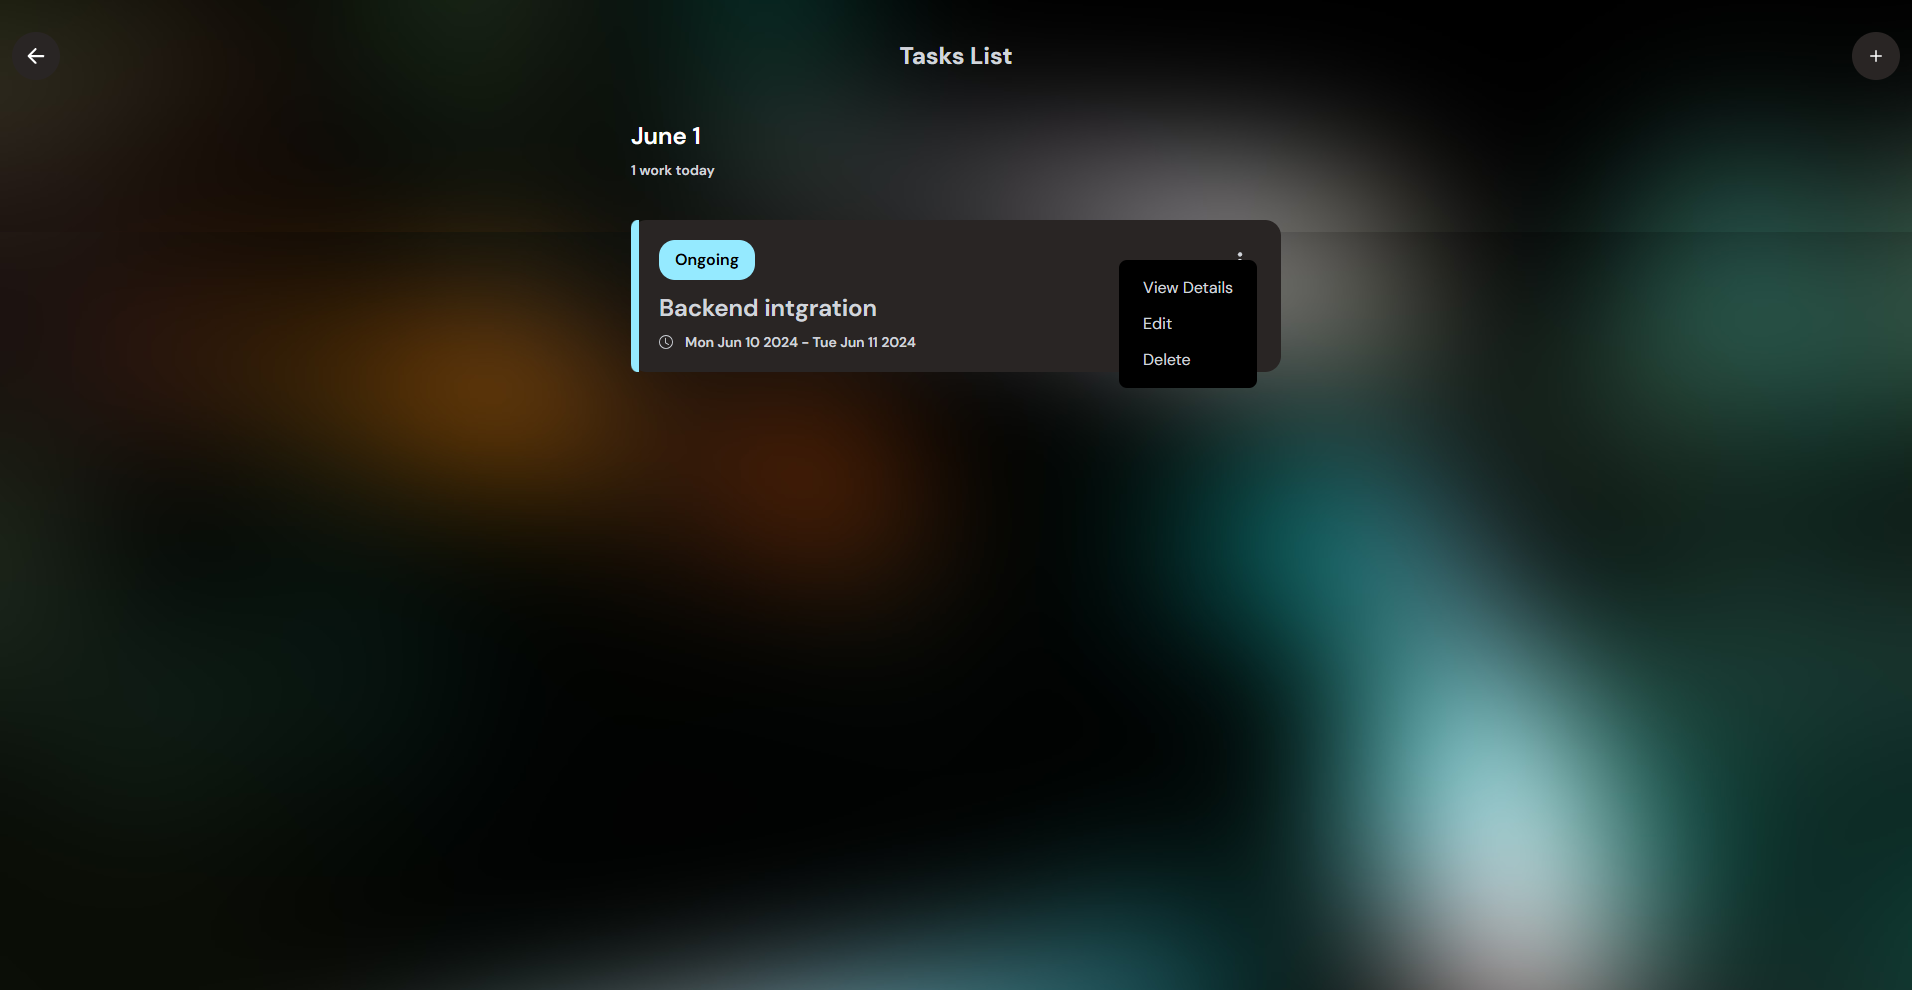 Tasks List
June 1
1 work today
Ongoing
Backend intgration
Mon Jun 10 2024 - Tue Jun 11 2024
View Details
Edit
Delete